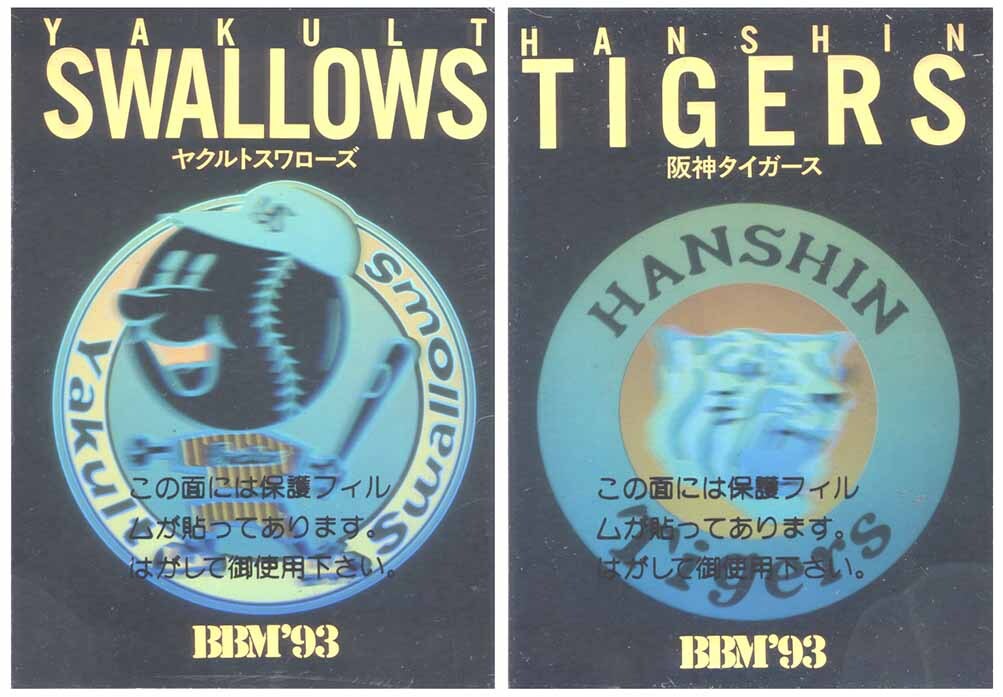 YAKULT
SWALLOWS
ヤクルトスワローズ
swallows
Yakult
この面には保護フィル
ムが貼ってあります。
はがして御使用下さい。
BBM'93
HANSHIN
TIGERS
阪神タイガース
HANSHIN
この面には保護フィル
ムが貼ってあります。
はがして御使用下さい。
Tigers
BBM'93